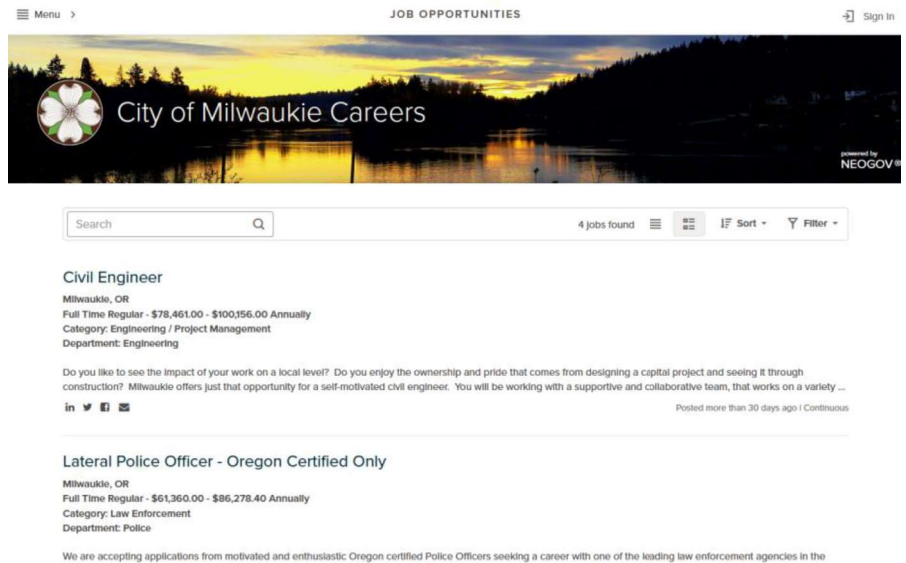 Menu >
JOB OPPORTUNITIES
Sign In
City of Milwaukie Careers
powered by
NEOGOV®
Search
4 jobs found
Sort
Filter
Civil Engineer
Milwaukie, OR
Full Time Regular - $78,461.00 - $100,156.00 Annually
Category: Engineering / Project Management
Department: Engineering
Do you like to see the impact of your work on a local level? Do you enjoy the ownership and pride that comes from designing a capital project and seeing it through
construction? Milwaukie offers just that opportunity for a self-motivated civil engineer. You will be working with a supportive and collaborative team, that works on a variety ...
Posted more than 30 days ago | Continuous
Lateral Police Officer - Oregon Certified Only
Milwaukie, OR
Full Time Regular - $61,360.00 - $86,278.40 Annually
Category: Law Enforcement
Department: Police
We are accepting applications from motivated and enthusiastic Oregon certified Police Officers seeking a career with one of the leading law enforcement agencies in the